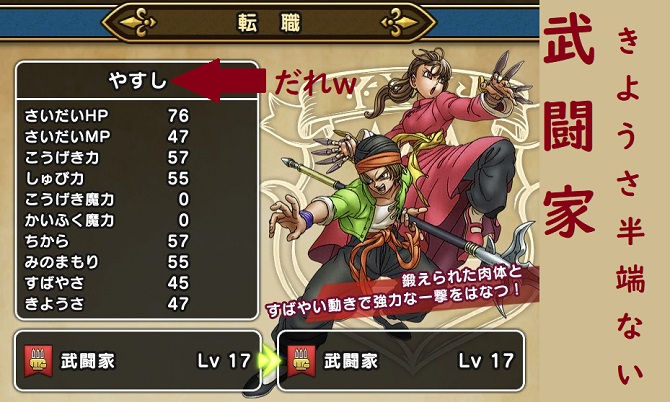 転職
やすし
だれw
さいだいHP 76
さいだいMP 47
こうげき力 57
しゅび力 55
こうげき魔力 0
かいふく魔力 0
ちから 57
みのまもり 55
すばやさ 45
きようさ 47
鍛えられた肉体と
すばやい動きで強力な一撃をはなつ！
武闘家 Lv 17
武闘家 Lv 17
武闘家
きようさ半端ない